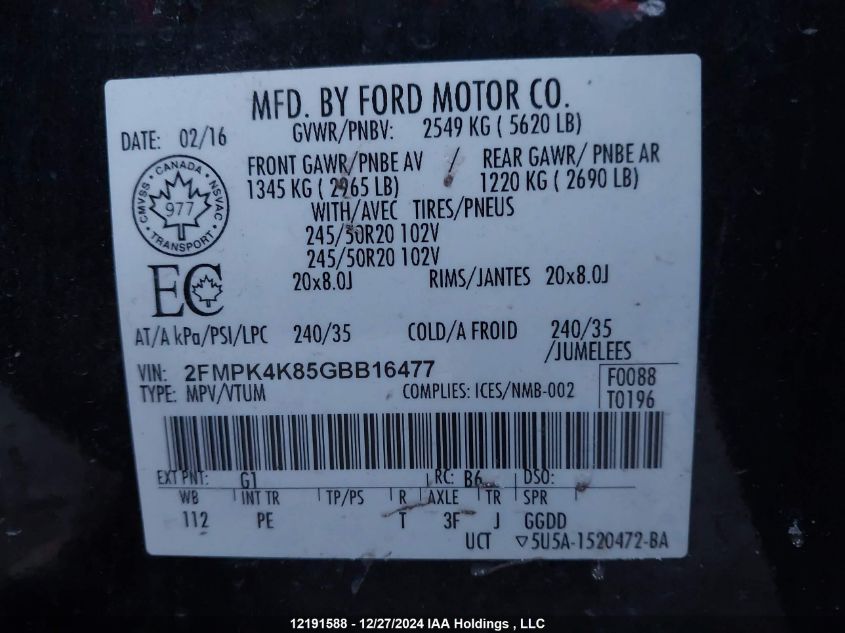 MFD. BY FORD MOTOR CO.
DATE: 02/16
GVWR/PNBV: 2549 KG ( 5620 LB)
FRONT GAWR/PNBE AV / REAR GAWR/ PNBE AR
1345 KG ( 2965 LB) 1220 KG ( 2690 LB)
CANADA
CMVSS 977 NSVAC
TRANSPORT
WITH/AVEC TIRES/PNEUS
245/50R20 102V
245/50R20 102V
EC
20x8.0J RIMS/JANTES 20x8.0J
AT/A kPa/PSI/LPC 240/35 COLD/A FROID 240/35
/JUMELEES
VIN: 2FMPK4K85GBB16477
TYPE: MPV/VTUM COMPLIES: ICES/NMB-002
F0088
T0196
EXT PNT: G1 RC: B6 DSO:
WB INT TR TP/PS R AXLE TR SPR
112 PE T 3F J GGDD
UCT ▽5U5A-1520472-BA
12191588 - 12/27/2024 IAA Holdings , LLC